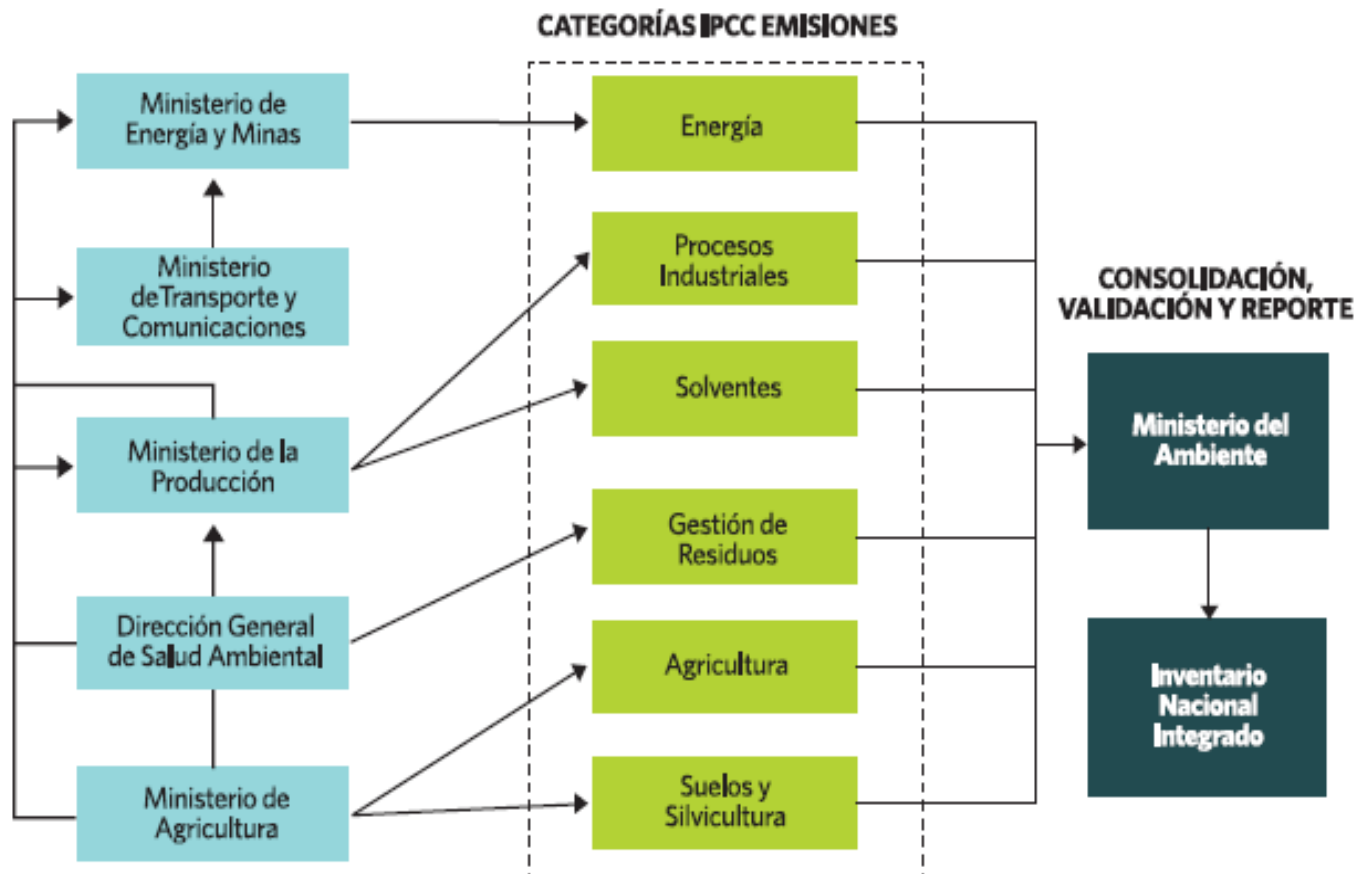 CATEGORÍAS IPCC EMISIONES
Ministerio de
Energía y Minas
Ministerio
de Transporte y
Comunicaciones
Ministerio de la
Producción
Dirección General
de Salud Ambiental
Ministerio de
Agricultura
Energía
Procesos
Industriales
Solventes
Gestión de
Residuos
Agricultura
Suelos y
Silvicultura
CONSOLIDACIÓN,
VALIDACIÓN Y REPORTE
Ministerio del
Ambiente
Inventario
Nacional
Integrado